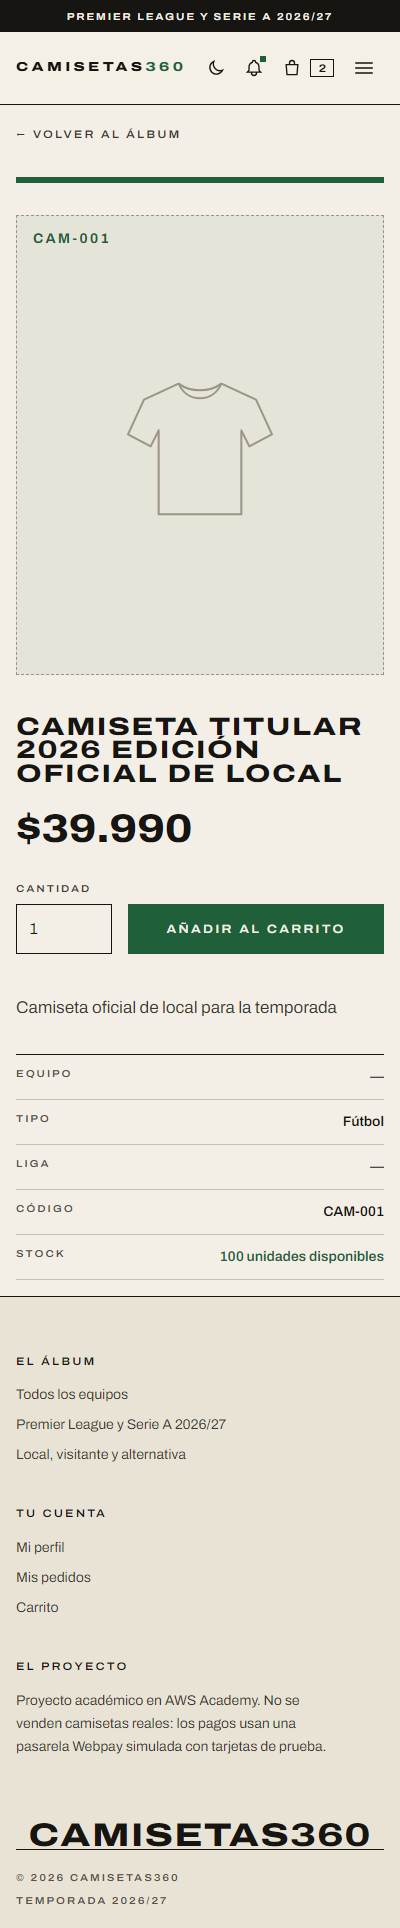 PREMIER LEAGUE Y SERIE A 2026/27
CAMISETAS360
2
← VOLVER AL ÁLBUM
CAM-001
CAMISETA TITULAR
2026 EDICIÓN
OFICIAL DE LOCAL
$39.990
CANTIDAD
1
AÑADIR AL CARRITO
Camiseta oficial de local para la temporada
EQUIPO —
TIPO Fútbol
LIGA —
CÓDIGO CAM-001
STOCK 100 unidades disponibles
EL ÁLBUM
Todos los equipos
Premier League y Serie A 2026/27
Local, visitante y alternativa
TU CUENTA
Mi perfil
Mis pedidos
Carrito
EL PROYECTO
Proyecto académico en AWS Academy. No se
venden camisetas reales: los pagos usan una
pasarela Webpay simulada con tarjetas de prueba.
CAMISETAS360
© 2026 CAMISETAS360
TEMPORADA 2026/27